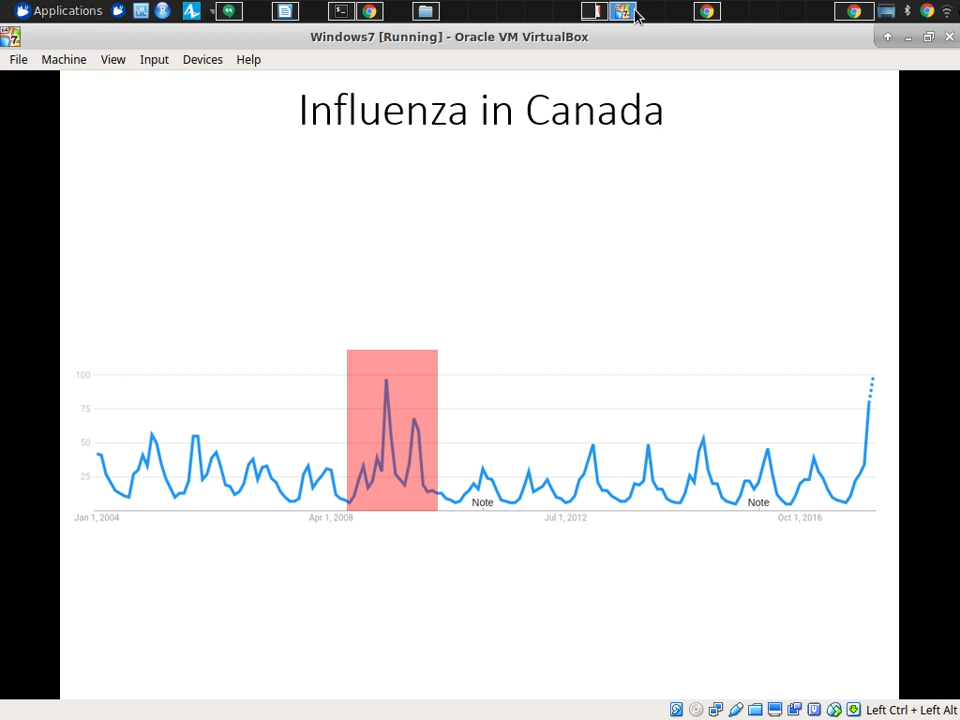 Applications
Windows7 [Running] - Oracle VM VirtualBox
File Machine View Input Devices Help
Influenza in Canada
100
75
50
25
Note Note
Jan 1, 2004 Apr 1, 2008 Jul 1, 2012 Oct 1, 2016
Left Ctrl + Left Alt